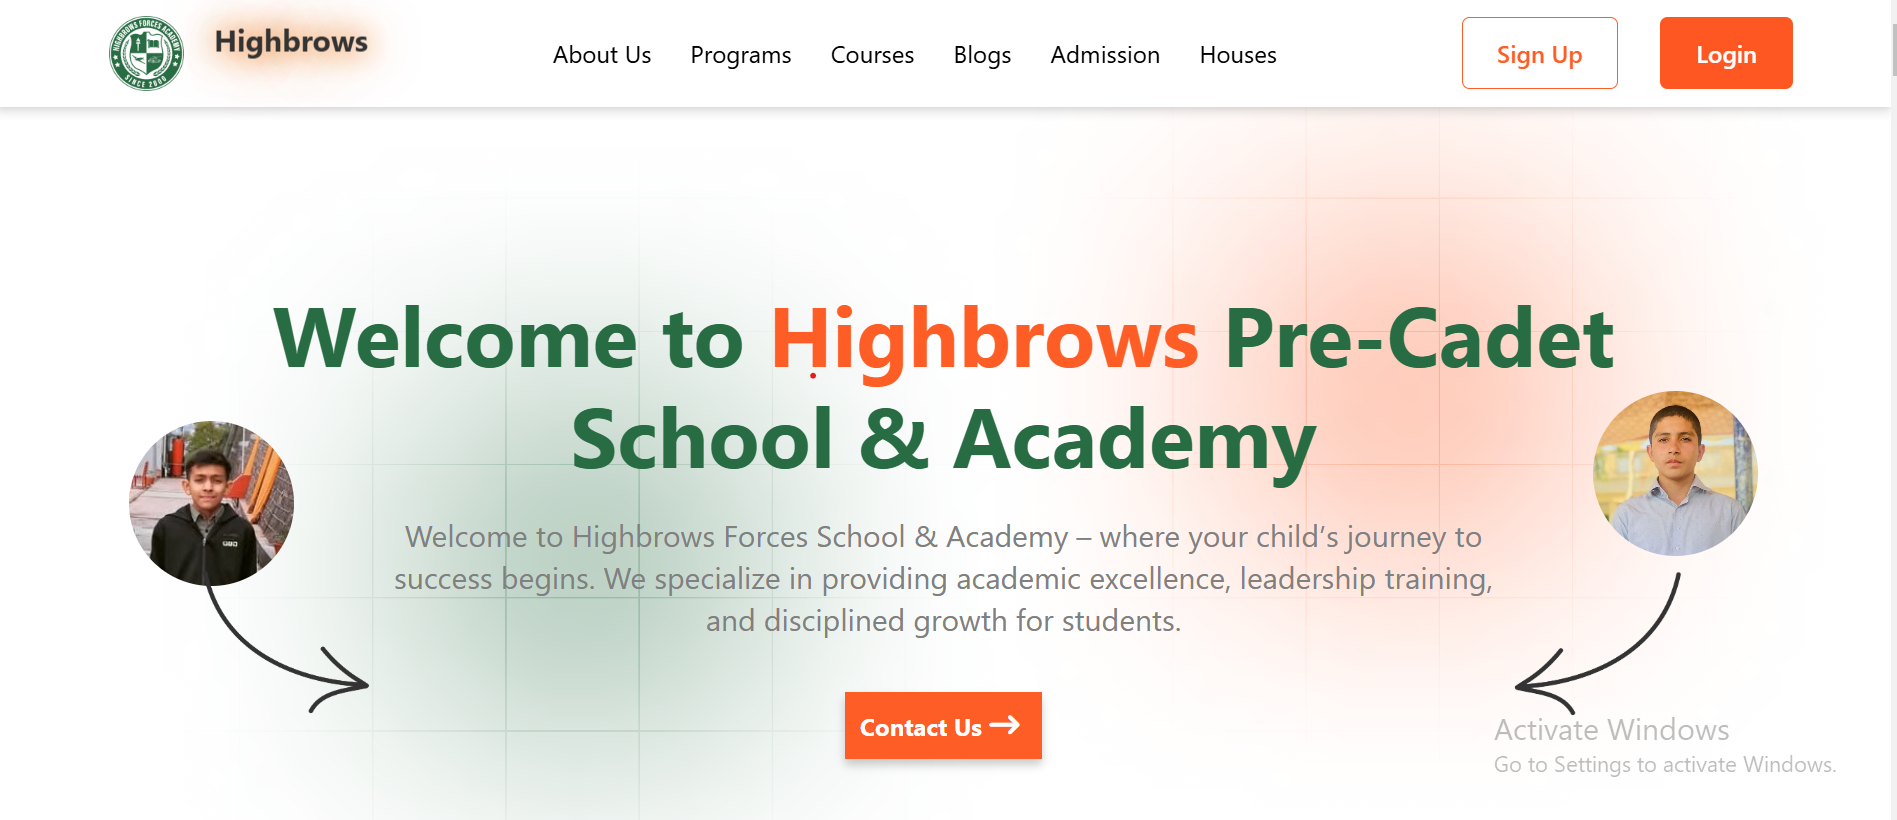 HIGHBROWS FORCES ACADEMY
SINCE 2000
Highbrows
About Us Programs Courses Blogs Admission Houses
Sign Up Login
Welcome to Highbrows Pre-Cadet
School & Academy
Welcome to Highbrows Forces School & Academy – where your child’s journey to
success begins. We specialize in providing academic excellence, leadership training,
and disciplined growth for students.
Contact Us →
Activate Windows
Go to Settings to activate Windows.